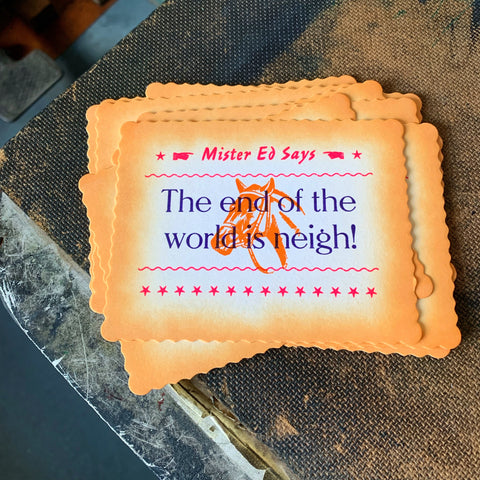 Mister Ed Says
The end of the
world is neigh!